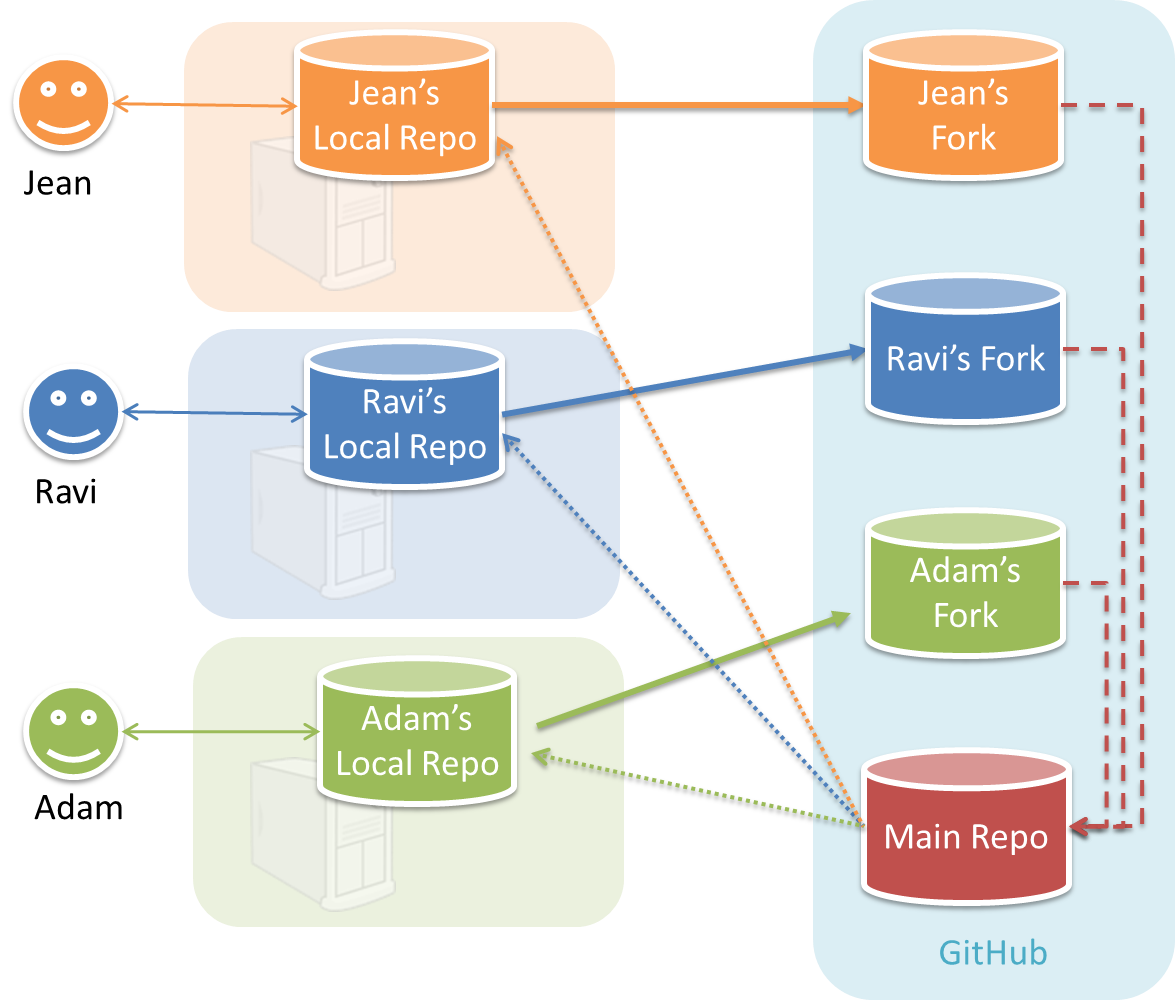 Jean's
Local Repo
Jean's
Fork
Jean
Ravi's
Local Repo
Ravi's Fork
Ravi
Adam's
Fork
Adam's
Local Repo
Adam
Main Repo
GitHub